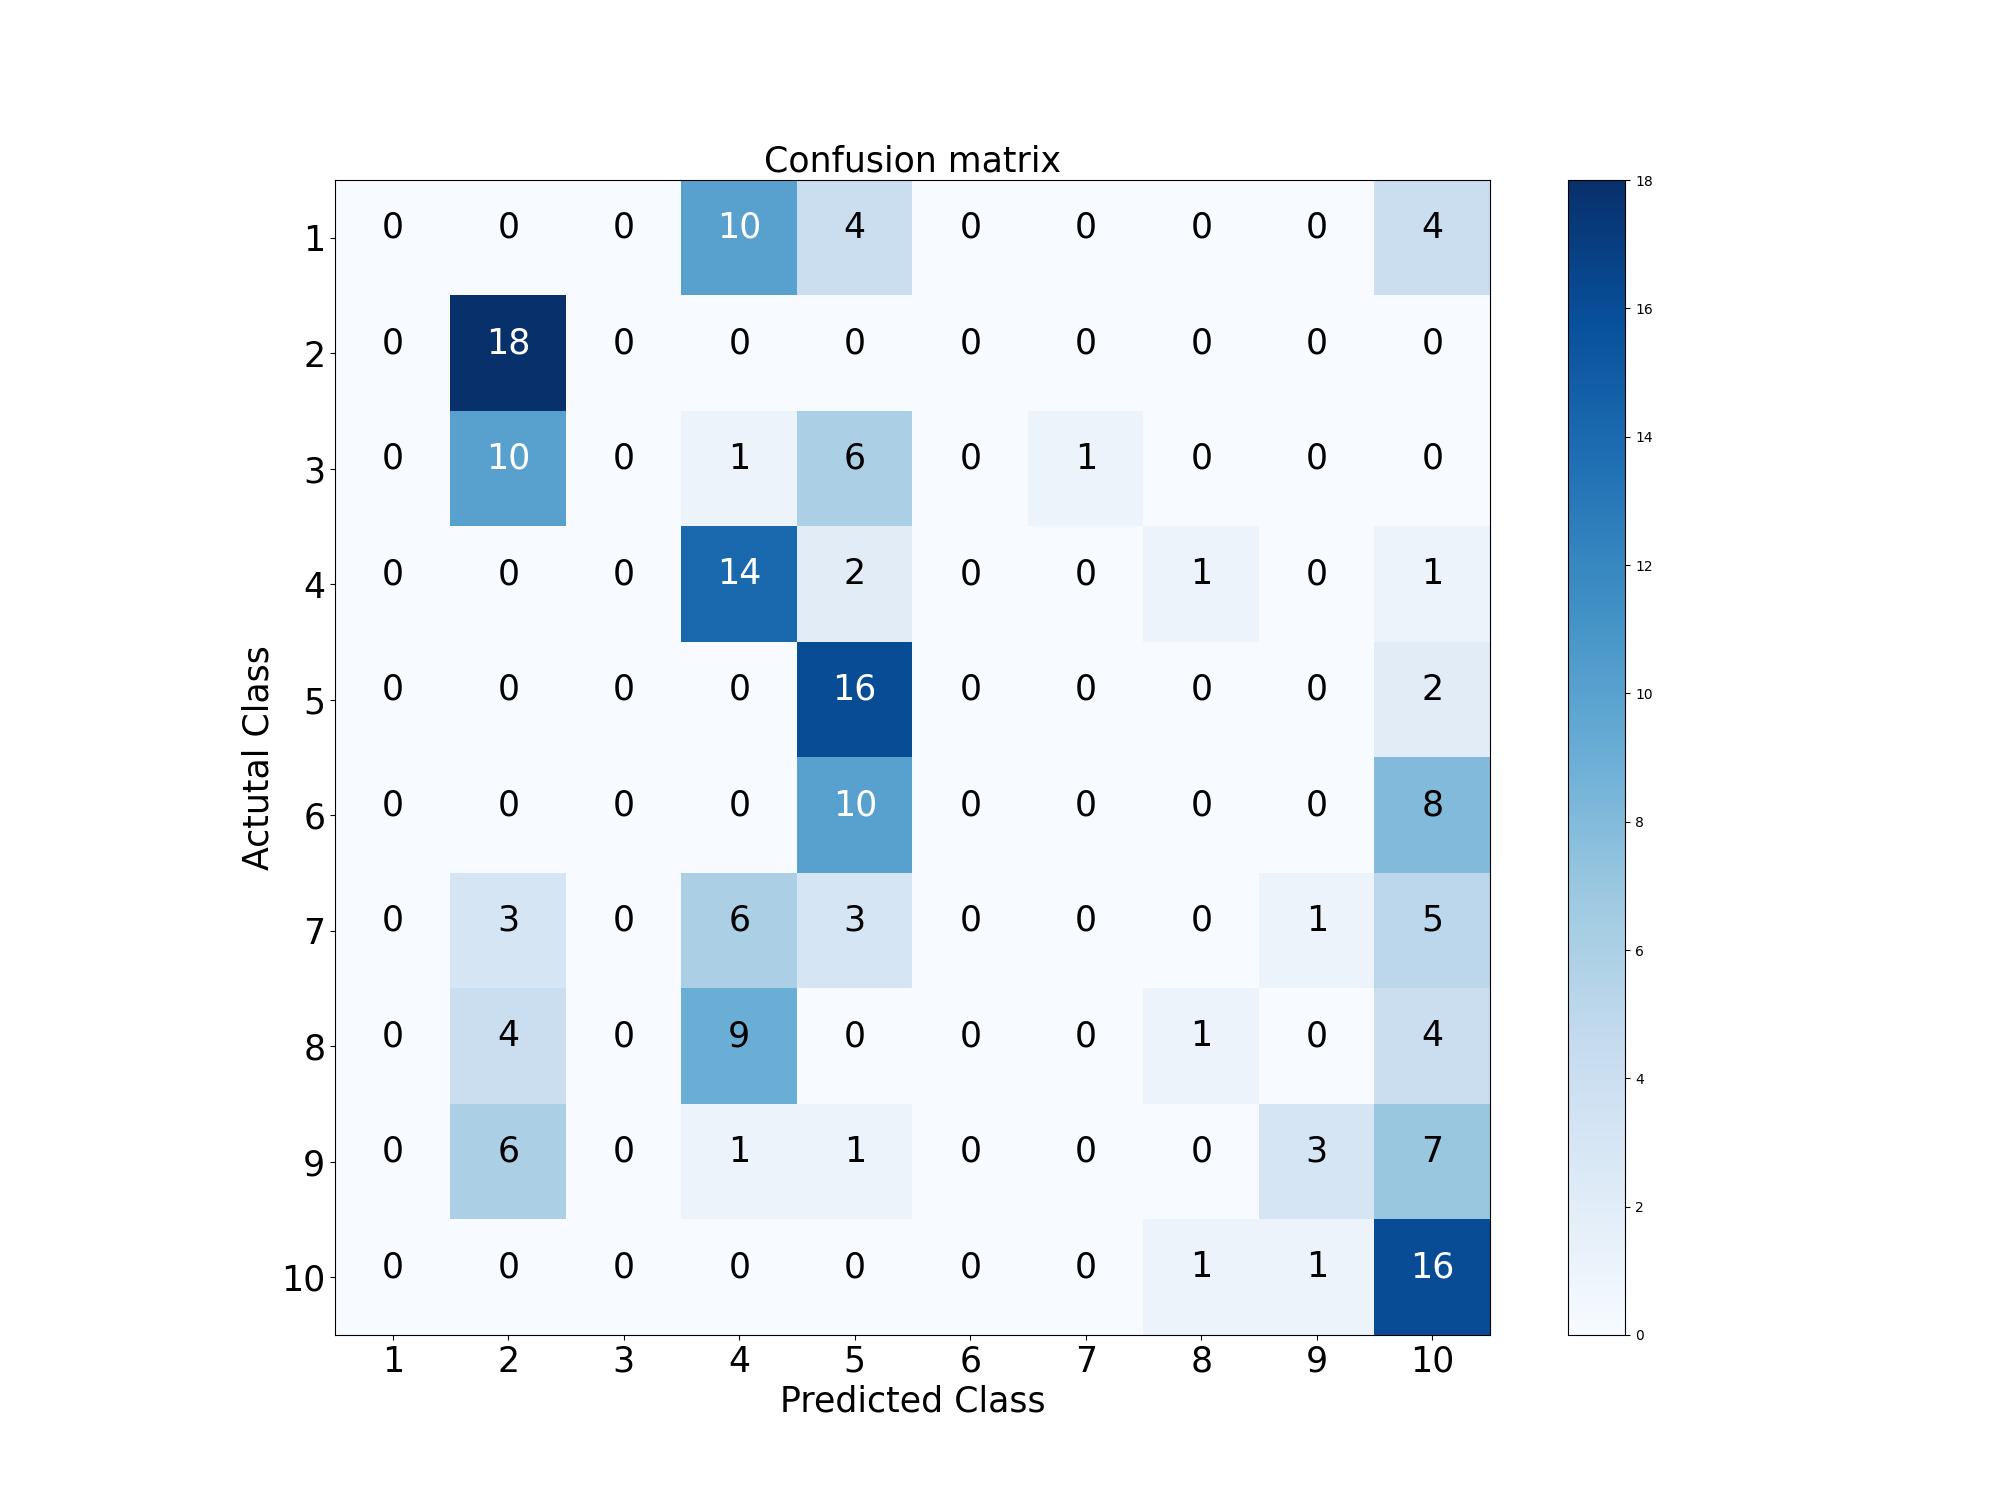 Confusion matrix
1 0 0 0 10 4 0 0 0 0 4
2 0 18 0 0 0 0 0 0 0 0
3 0 10 0 1 6 0 1 0 0 0
4 0 0 0 14 2 0 0 1 0 1
5 0 0 0 0 16 0 0 0 0 2
6 0 0 0 0 10 0 0 0 0 8
7 0 3 0 6 3 0 0 0 1 5
8 0 4 0 9 0 0 0 1 0 4
9 0 6 0 1 1 0 0 0 3 7
10 0 0 0 0 0 0 0 1 1 16
1 2 3 4 5 6 7 8 9 10
Predicted Class
Actutal Class
18
16
14
12
10
8
6
4
2
0